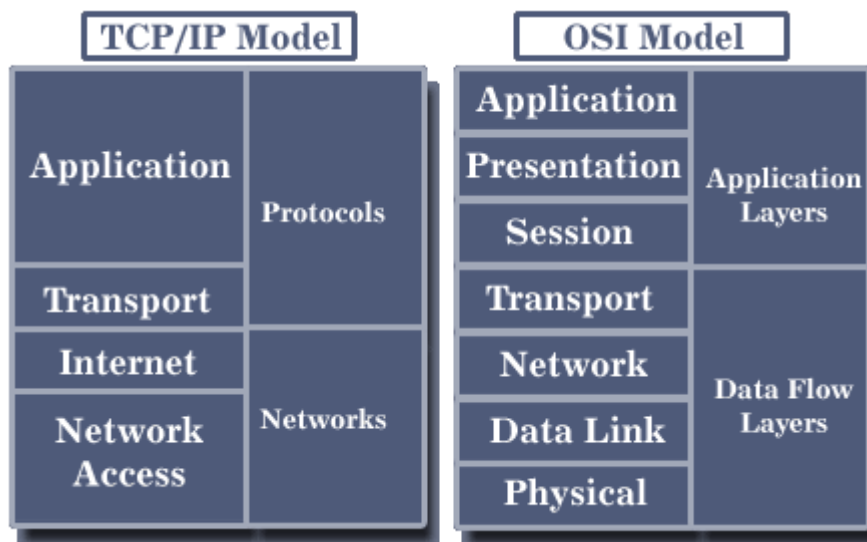 TCP/IP Model
Application
Transport
Internet
Network
Access
Protocols
Networks
OSI Model
Application
Presentation
Session
Transport
Network
Data Link
Physical
Application
Layers
Data Flow
Layers